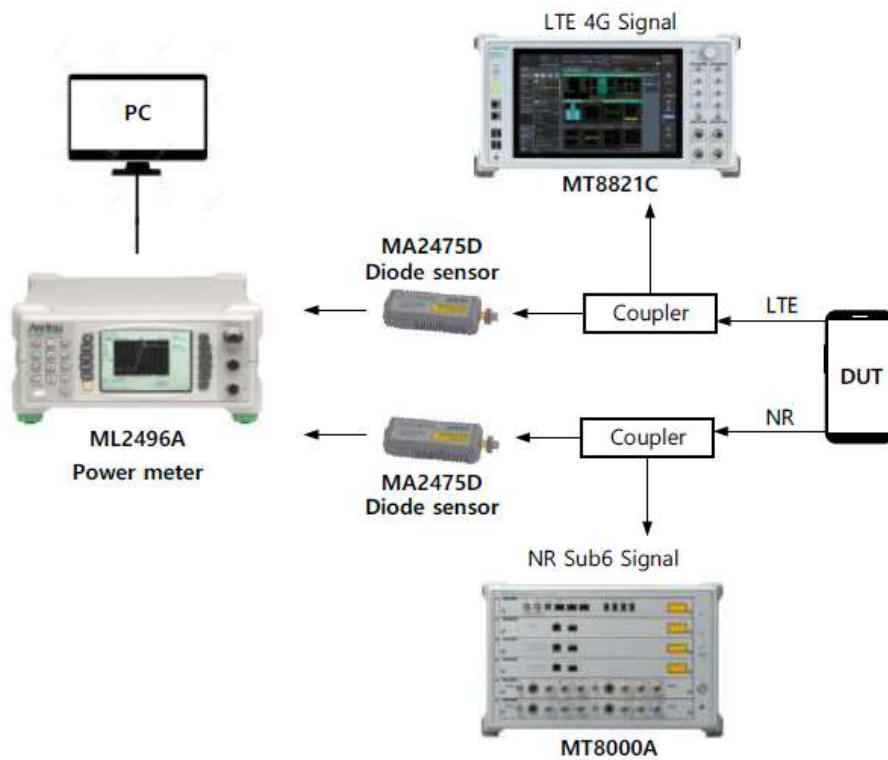 LTE 4G Signal
PC
MT8821C
MA2475D
Diode sensor
Coupler
LTE
DUT
Anritsu
ML2496A
Power meter
Coupler
NR
MA2475D
Diode sensor
NR Sub6 Signal
MT8000A